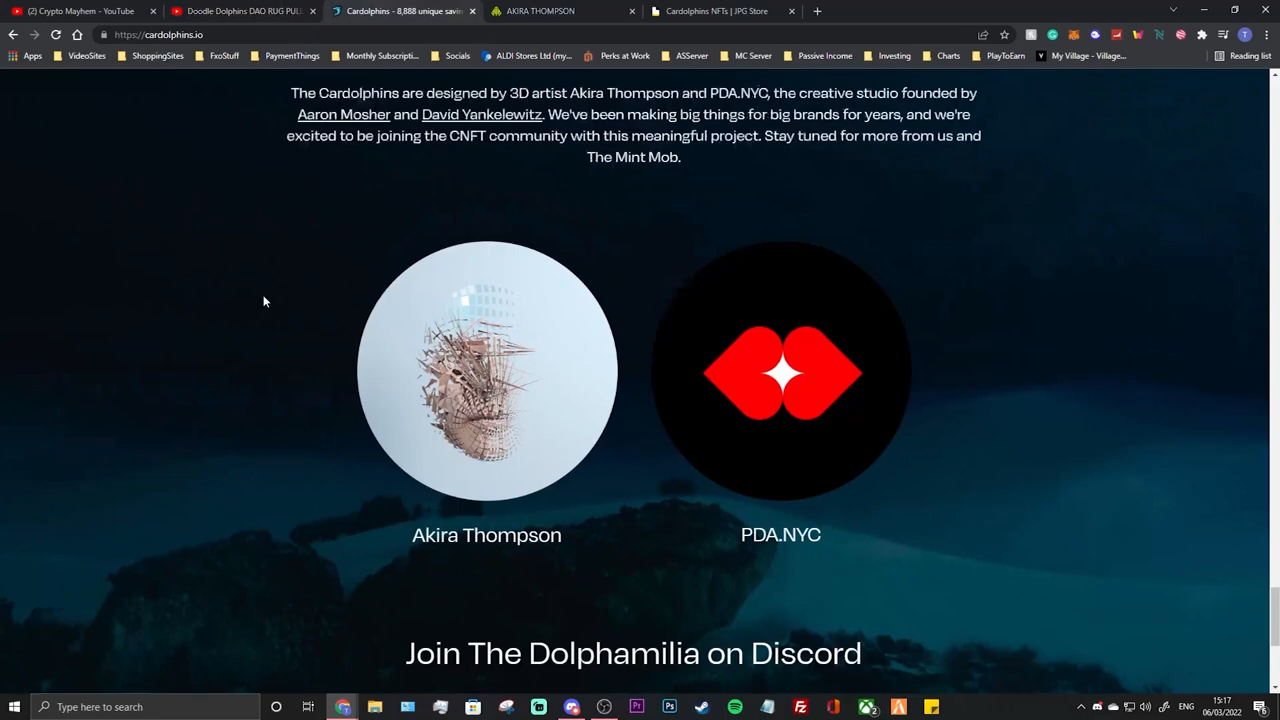 (2) Crypto Mayhem - YouTube
Doodle Dolphins DAO RUG PULL
Cardolphins - 8,888 unique savin
AKIRA THOMPSON
Cardolphins NFTs | JPG Store
https://cardolphins.io
Apps
VideoSites
ShoppingSites
FxoStuff
PaymentThings
Monthly Subscripti...
Socials
ALDI Stores Ltd (my...
Perks at Work
ASServer
MC Server
Passive Income
Investing
Charts
PlayToEarn
My Village - Village...
Reading list
The Cardolphins are designed by 3D artist Akira Thompson and PDA.NYC, the creative studio founded by
Aaron Mosher and David Yankelewitz. We've been making big things for big brands for years, and we're
excited to be joining the CNFT community with this meaningful project. Stay tuned for more from us and
The Mint Mob.
Akira Thompson
PDA.NYC
Join The Dolphamilia on Discord
Type here to search
ENG
15:17
06/03/2022